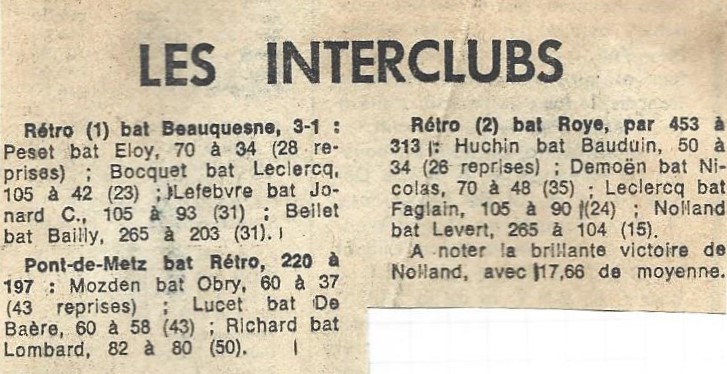 LES INTERCLUBS
Rétro (1) bat Beauquesne, 3-1 :
Peset bat Eloy, 70 à 34 (28 re-
prises) ; Bocquet bat Leclercq,
105 à 42 (23) ; Lefebvre bat Jo-
nard C., 105 à 93 (31) ; Bellet
bat Bailly, 265 à 203 (31).
Pont-de-Metz bat Rétro, 220 à
197 : Mozden bat Obry, 60 à 37
(43 reprises) ; Lucet bat De
Baère, 60 à 58 (43) ; Richard bat
Lombard, 82 à 80 (50).
Rétro (2) bat Roye, par 453 à
313 : Huchin bat Bauduin, 50 à
34 (26 reprises) ; Demoën bat Ni-
colas, 70 à 48 (35) ; Leclercq bat
Faglain, 105 à 90 (24) ; Nolland
bat Levert, 265 à 104 (15).
A noter la brillante victoire de
Nolland, avec 17,66 de moyenne.